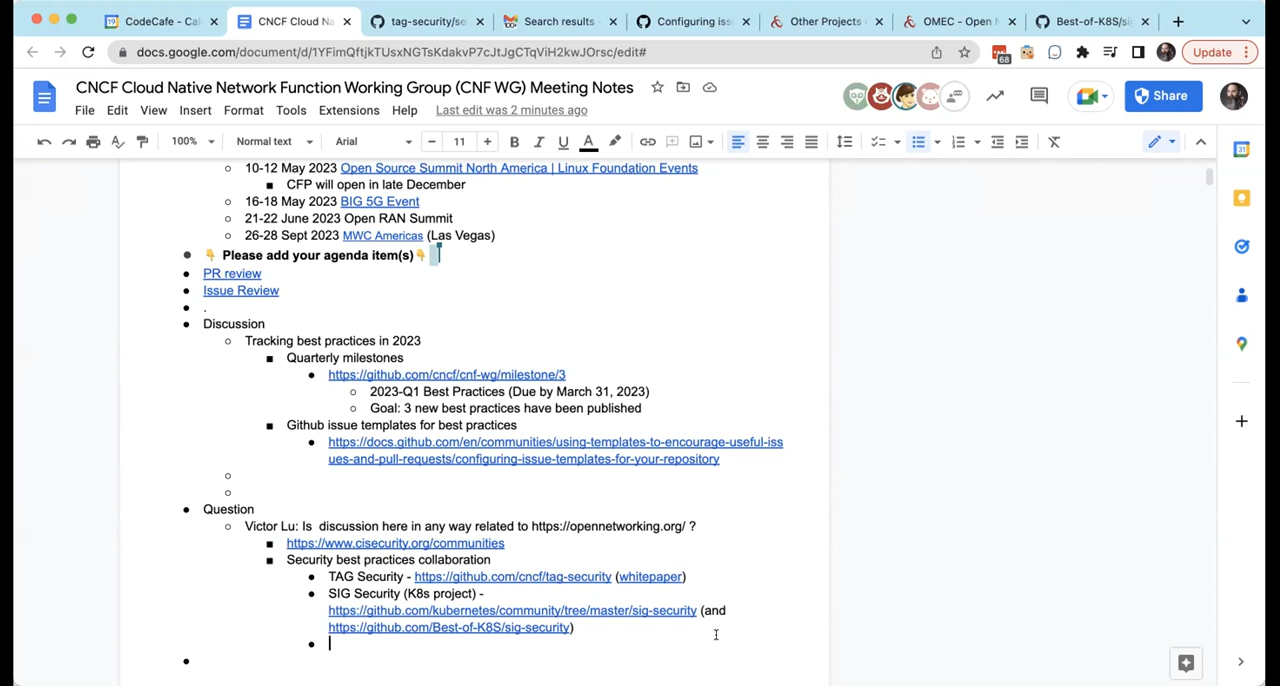 CodeCafe - Cal
CNCF Cloud Na
tag-security/se
Search results -
Configuring iss
Other Projects
OMEC - Open N
Best-of-K8S/sig
docs.google.com/document/d/1YFimQftjkTUsxNGTsKdakvP7cJtJgCTqViH2kwJOrsc/edit#
68
Update
CNCF Cloud Native Network Function Working Group (CNF WG) Meeting Notes
File Edit View Insert Format Tools Extensions Help Last edit was 2 minutes ago
Share
100% Normal text Arial 11 B I U A
10-12 May 2023 Open Source Summit North America | Linux Foundation Events
CFP will open in late December
16-18 May 2023 BIG 5G Event
21-22 June 2023 Open RAN Summit
26-28 Sept 2023 MWC Americas (Las Vegas)
👇 Please add your agenda item(s)👇
PR review
Issue Review
.
Discussion
Tracking best practices in 2023
Quarterly milestones
https://github.com/cncf/cnf-wg/milestone/3
2023-Q1 Best Practices (Due by March 31, 2023)
Goal: 3 new best practices have been published
Github issue templates for best practices
https://docs.github.com/en/communities/using-templates-to-encourage-useful-iss
ues-and-pull-requests/configuring-issue-templates-for-your-repository
Question
Victor Lu: Is  discussion here in any way related to https://opennetworking.org/ ?
https://www.cisecurity.org/communities
Security best practices collaboration
TAG Security - https://github.com/cncf/tag-security (whitepaper)
SIG Security (K8s project) -
https://github.com/kubernetes/community/tree/master/sig-security (and
https://github.com/Best-of-K8S/sig-security)